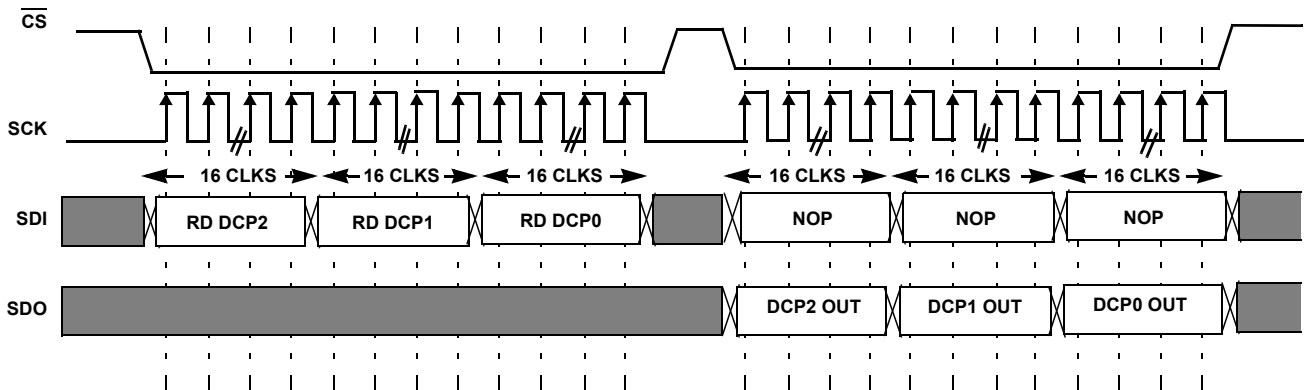 CS
SCK
16 CLKS 16 CLKS 16 CLKS 16 CLKS 16 CLKS 16 CLKS
SDI RD DCP2 RD DCP1 RD DCP0 NOP NOP NOP
SDO DCP2 OUT DCP1 OUT DCP0 OUT